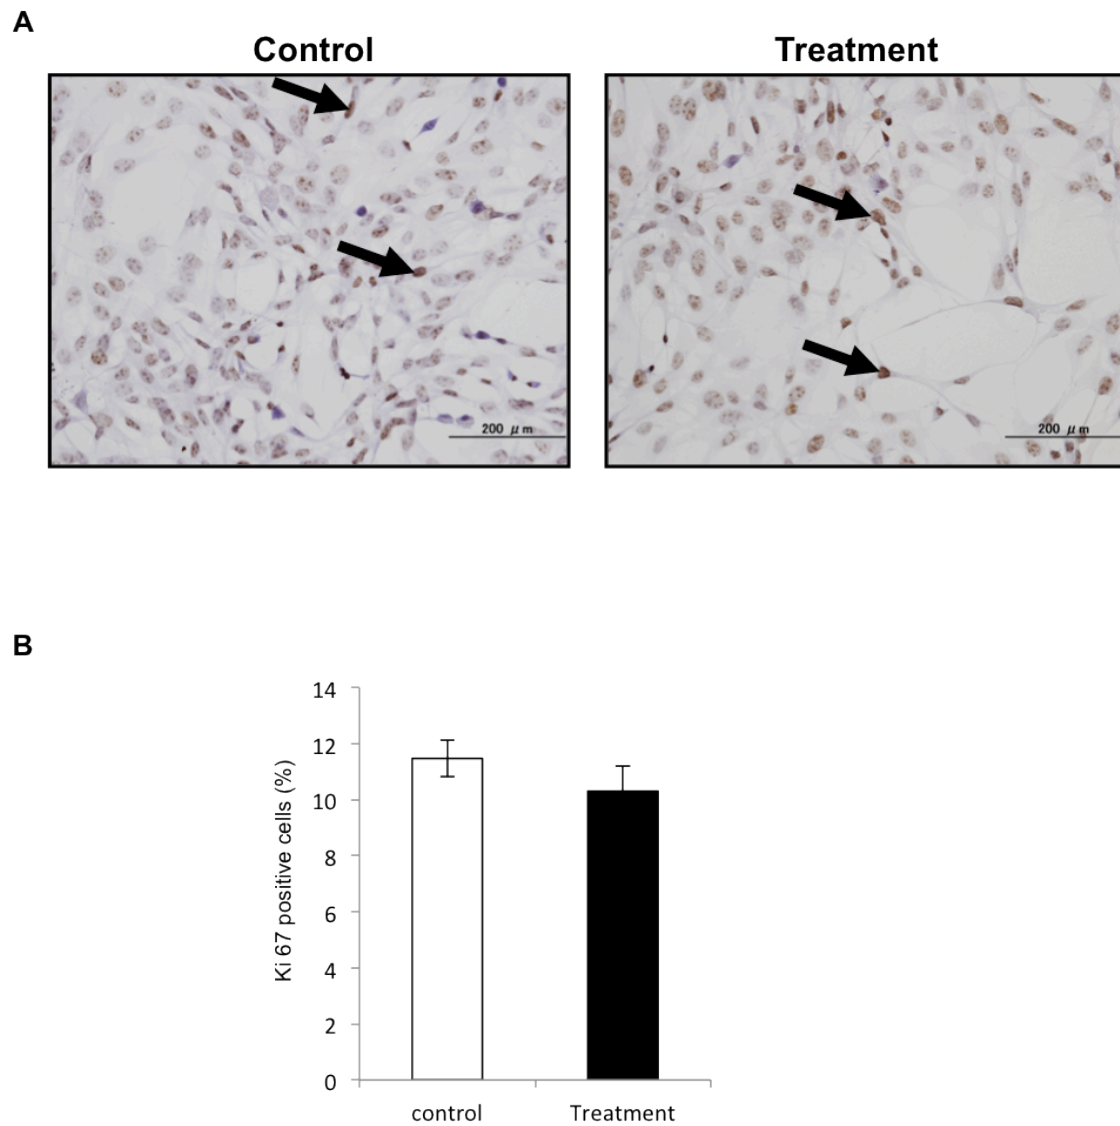 A
Control
Treatment
200 μm
200 μm
B
Ki 67 positive cells (%)
14
12
10
8
6
4
2
0
control
Treatment